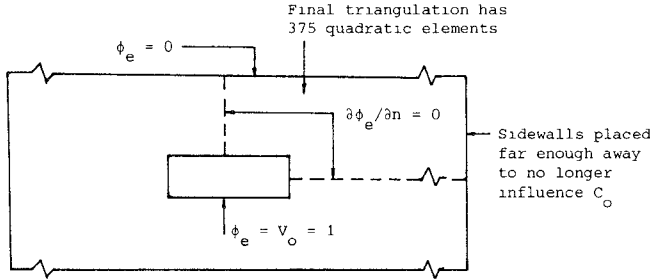 Final triangulation has
375 quadratic elements
ϕe = 0
∂ϕe/∂n = 0
Sidewalls placed
far enough away
to no longer
influence Co
ϕe = Vo = 1